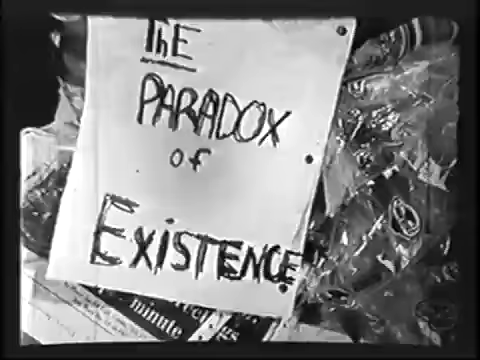 ThE
PARADOX
of
EXiSTENCE
minute